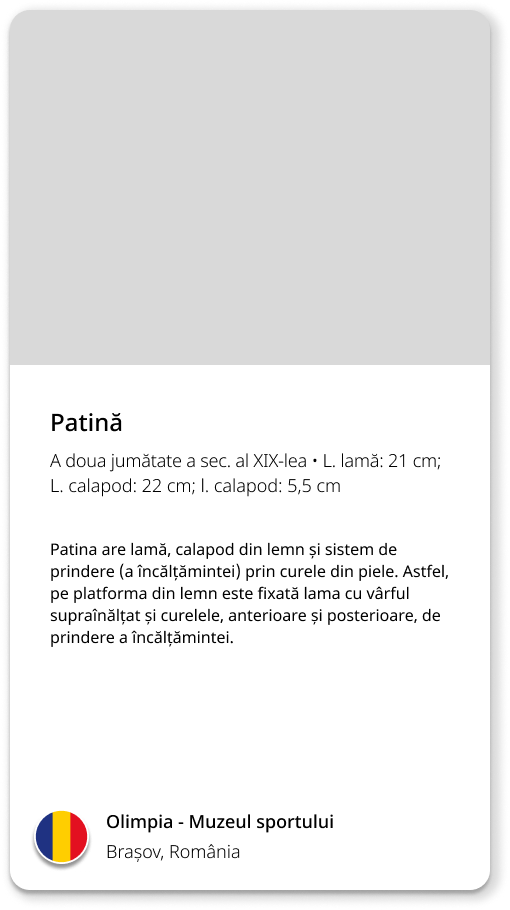 Patină
A doua jumătate a sec. al XIX-lea • L. lamă: 21 cm;
L. calapod: 22 cm; l. calapod: 5,5 cm
Patina are lamă, calapod din lemn și sistem de
prindere (a încălțămintei) prin curele din piele. Astfel,
pe platforma din lemn este fixată lama cu vârful
supraînălțat și curelele, anterioare și posterioare, de
prindere a încălțămintei.
Olimpia - Muzeul sportului
Brașov, România